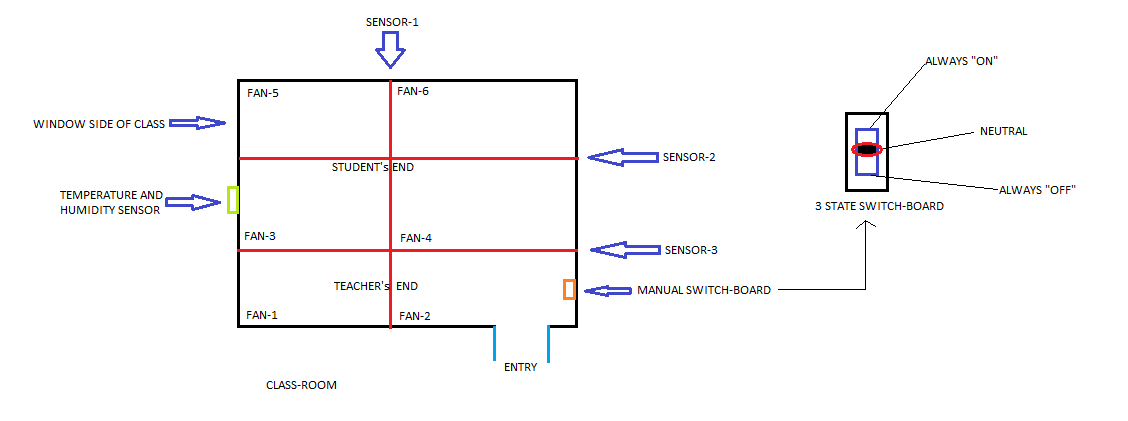 SENSOR-1
ALWAYS "ON"
FAN-5
FAN-6
WINDOW SIDE OF CLASS
NEUTRAL
STUDENT's END
SENSOR-2
TEMPERATURE AND
HUMIDITY SENSOR
ALWAYS "OFF"
3 STATE SWITCH-BOARD
FAN-3
FAN-4
SENSOR-3
TEACHER's END
MANUAL SWITCH-BOARD
FAN-1
FAN-2
ENTRY
CLASS-ROOM